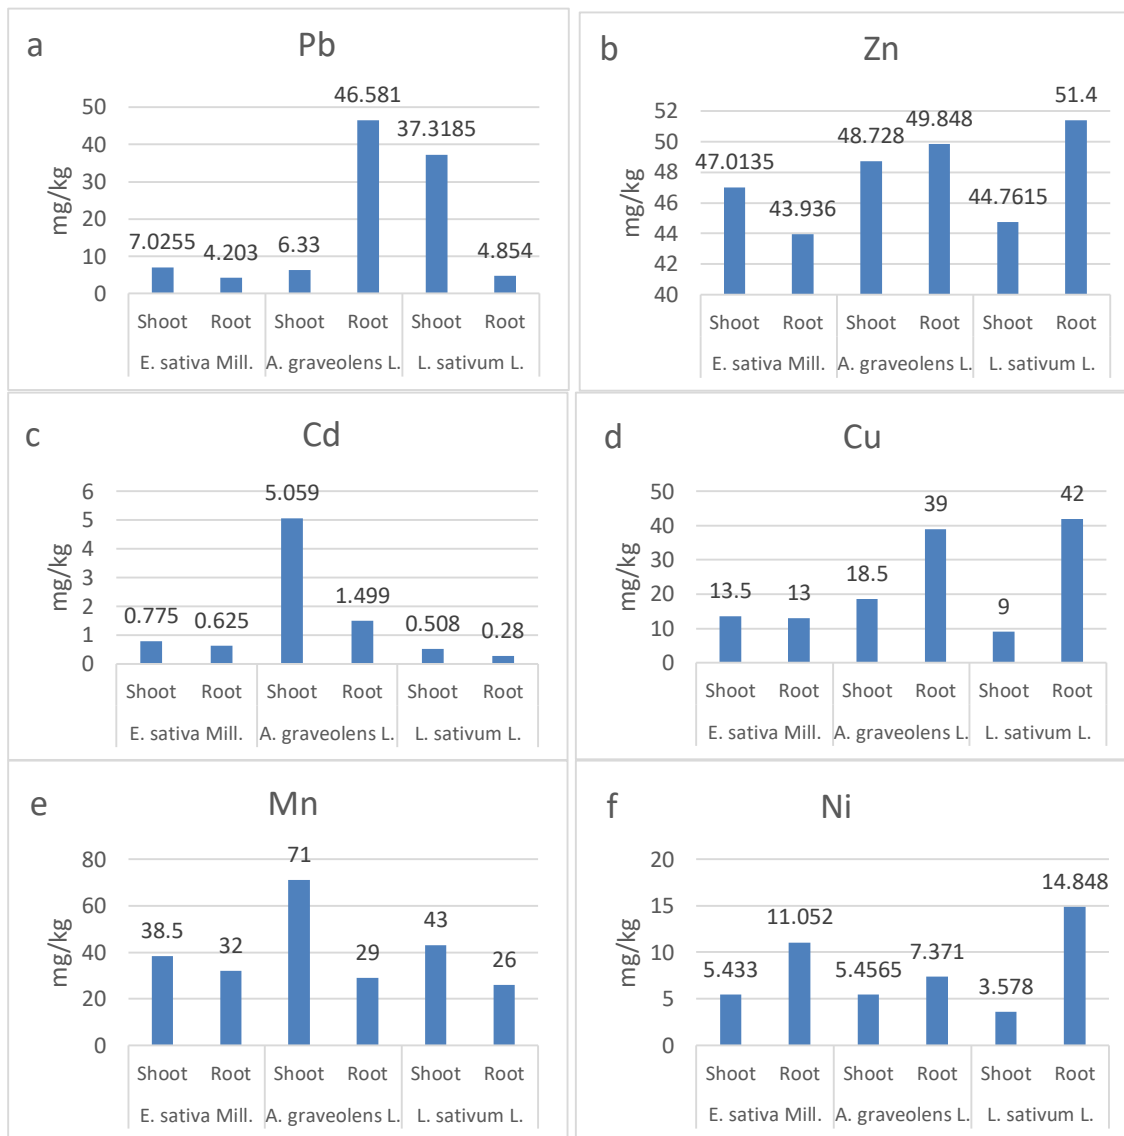 a
Pb
mg/kg
50
40
30
20
10
0
7.0255
4.203
6.33
46.581
37.3185
4.854
Shoot Root Shoot Root Shoot Root
E. sativa Mill. A. graveolens L. L. sativum L.
b
Zn
mg/kg
52
50
48
46
44
42
40
47.0135
43.936
48.728
49.848
44.7615
51.4
Shoot Root Shoot Root Shoot Root
E. sativa Mill. A. graveolens L. L. sativum L.
c
Cd
mg/kg
6
5
4
3
2
1
0
0.775
0.625
5.059
1.499
0.508
0.28
Shoot Root Shoot Root Shoot Root
E. sativa Mill. A. graveolens L. L. sativum L.
d
Cu
mg/kg
50
40
30
20
10
0
13.5
13
18.5
39
9
42
Shoot Root Shoot Root Shoot Root
E. sativa Mill. A. graveolens L. L. sativum L.
e
Mn
mg/kg
80
60
40
20
0
38.5
32
71
29
43
26
Shoot Root Shoot Root Shoot Root
E. sativa Mill. A. graveolens L. L. sativum L.
f
Ni
mg/kg
20
15
10
5
0
5.433
11.052
5.4565
7.371
3.578
14.848
Shoot Root Shoot Root Shoot Root
E. sativa Mill. A. graveolens L. L. sativum L.